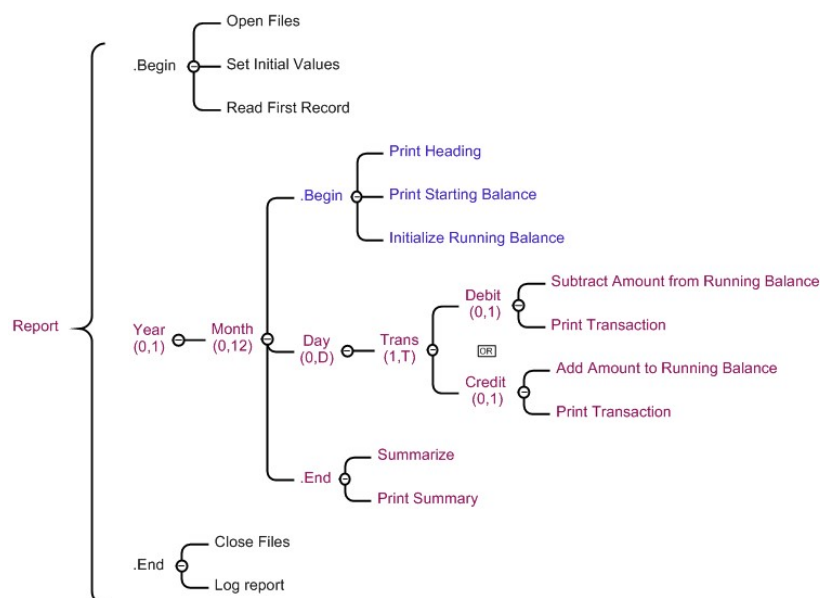 Open Files
.Begin
Set Initial Values
Read First Record
Print Heading
.Begin
Print Starting Balance
Initialize Running Balance
Report
Year
(0,1)
Month
(0,12)
Day
(0,D)
Trans
(1,T)
Debit
(0,1)
Subtract Amount from Running Balance
Print Transaction
OR
Credit
(0,1)
Add Amount to Running Balance
Print Transaction
.End
Summarize
Print Summary
.End
Close Files
Log report